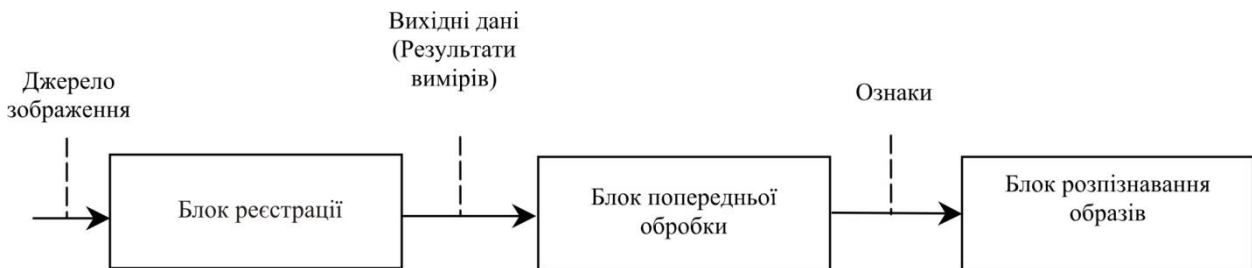 Джерело
зображення
Блок реєстрації
Вихідні дані
(Результати
вимірів)
Блок попередньої
обробки
Ознаки
Блок розпізнавання
образів